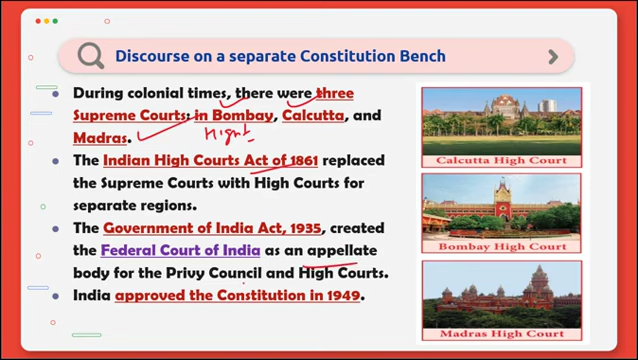 Discourse on a separate Constitution Bench
During colonial times, there were three
Supreme Courts in Bombay, Calcutta, and
Madras.
The Indian High Courts Act of 1861 replaced
the Supreme Courts with High Courts for
separate regions.
The Government of India Act, 1935, created
the Federal Court of India as an appellate
body for the Privy Council and High Courts.
India approved the Constitution in 1949.
Calcutta High Court
Bombay High Court
Madras High Court